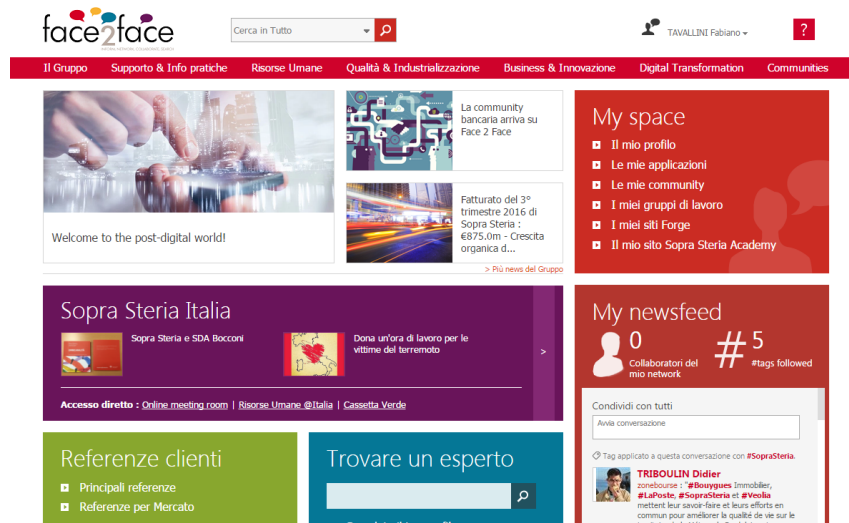 face2face
VIRTUAL NETWORK, COLLABORATE, SEARCH
Cerca in Tutto
TAVALLINI Fabiano
?
Il Gruppo Supporto & Info pratiche Risorse Umane Qualità & Industrializzazione Business & Innovazione Digital Transformation Communities
Welcome to the post-digital world!
La community
bancaria arriva su
Face 2 Face
Fatturato del 3°
trimestre 2016 di
Sopra Steria :
€875.0m - Crescita
organica d...
> Più news del Gruppo
My space
Il mio profilo
Le mie applicazioni
Le mie community
I miei gruppi di lavoro
I miei siti Forge
Il mio sito Sopra Steria Academy
Sopra Steria Italia
Sopra Steria e SDA Bocconi
Dona un'ora di lavoro per le
vittime del terremoto
>
Accesso diretto : Online meeting room | Risorse Umane @Italia | Cassetta Verde
My newsfeed
0
Collaboratori del
mio network
# 5
#tags followed
Condividi con tutti
Avvia conversazione
Tag applicato a questa conversazione con #SopraSteria.
TRIBOULIN Didier
zonebourse : "#Bouygues Immobilier,
#LaPoste, #SopraSteria et #Veolia
mettent leur savoir-faire et leurs efforts en
commun pour améliorer la qualité de vie sur le
Referenze clienti
Principali referenze
Referenze per Mercato
Trovare un esperto